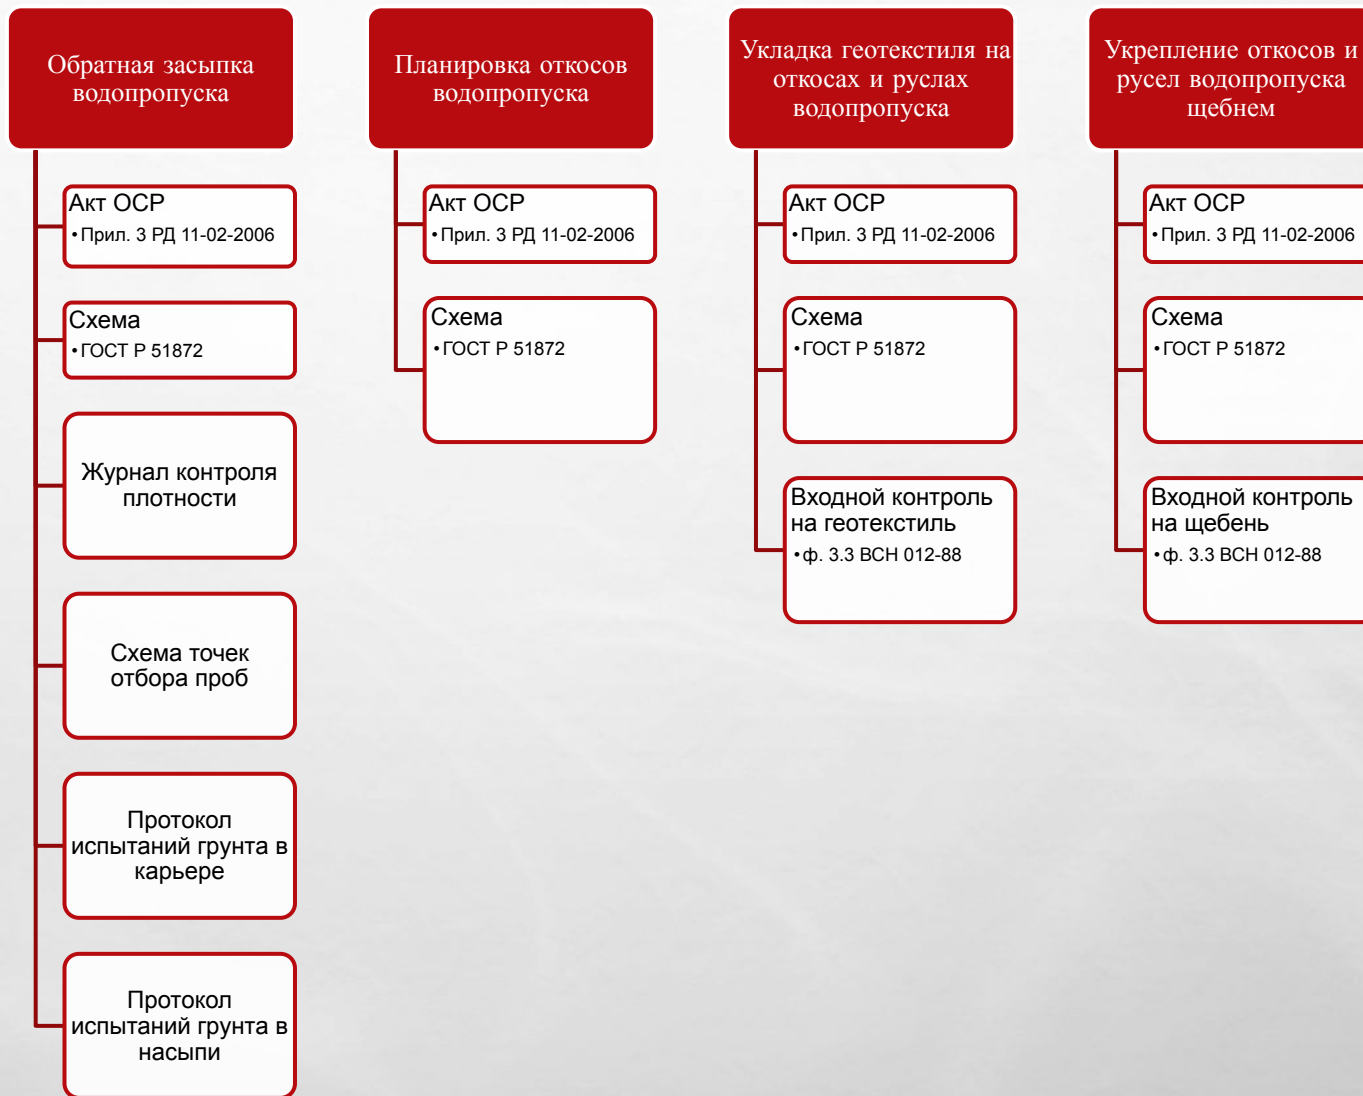 Обратная засыпка
водопропуска
Акт ОСР
•Прил. 3 РД 11-02-2006
Схема
•ГОСТ Р 51872
Журнал контроля
плотности
Схема точек
отбора проб
Протокол
испытаний грунта в
карьере
Протокол
испытаний грунта в
насыпи
Планировка откосов
водопропуска
Акт ОСР
•Прил. 3 РД 11-02-2006
Схема
•ГОСТ Р 51872
Укладка геотекстиля на
откосах и руслах
водопропуска
Акт ОСР
•Прил. 3 РД 11-02-2006
Схема
•ГОСТ Р 51872
Входной контроль
на геотекстиль
•ф. 3.3 ВСН 012-88
Укрепление откосов и
русел водопропуска
щебнем
Акт ОСР
•Прил. 3 РД 11-02-2006
Схема
•ГОСТ Р 51872
Входной контроль
на щебень
•ф. 3.3 ВСН 012-88